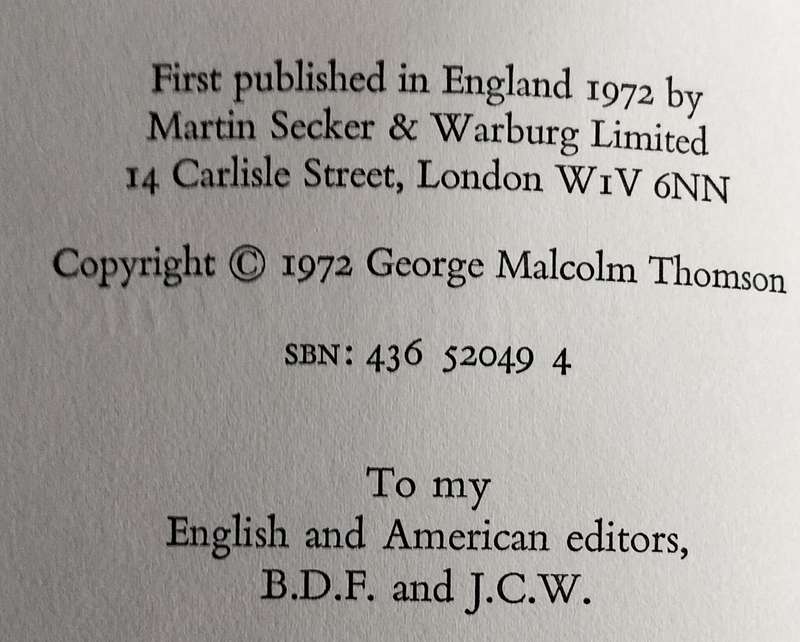 First published in England 1972 by
Martin Secker & Warburg Limited
14 Carlisle Street, London W1V 6NN
Copyright © 1972 George Malcolm Thomson
SBN: 436 52049 4
To my
English and American editors,
B.D.F. and J.C.W.